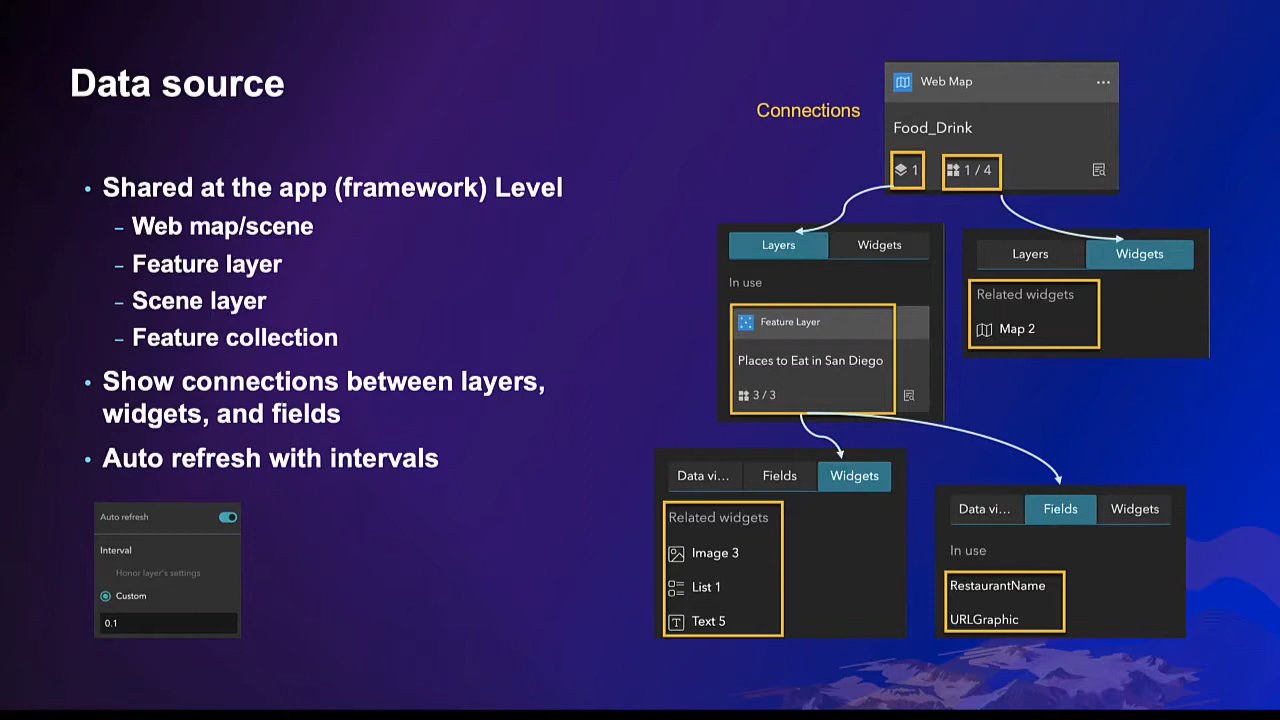 Data source
• Shared at the app (framework) Level
– Web map/scene
– Feature layer
– Scene layer
– Feature collection
• Show connections between layers,
widgets, and fields
• Auto refresh with intervals
Auto refresh
Interval
Honor layer's settings
Custom
0.1
Connections
Web Map
Food_Drink
1
1 / 4
Layers
Widgets
In use
Feature Layer
Places to Eat in San Diego
3 / 3
Layers
Widgets
Related widgets
Map 2
Data vi...
Fields
Widgets
Related widgets
Image 3
List 1
Text 5
Data vi...
Fields
Widgets
In use
RestaurantName
URLGraphic